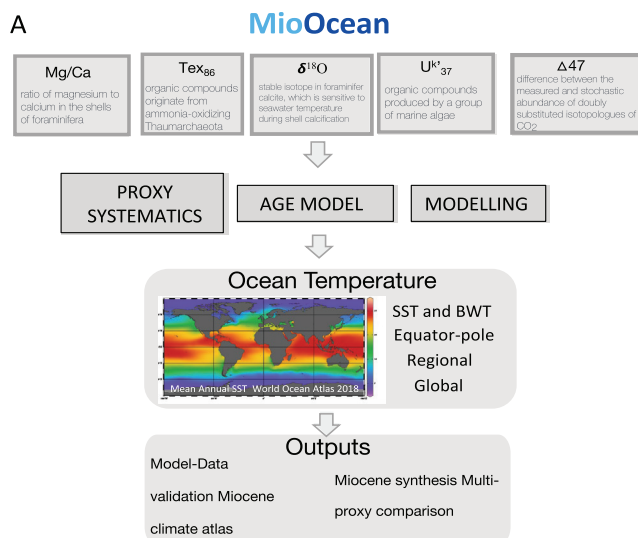 A
MioOcean
Mg/Ca
ratio of magnesium to
calcium in the shells
of foraminifera
Tex₈₆
organic compounds
originate from
ammonia-oxidizing
Thaumarchaeota
δ¹⁸O
stable isotope in foraminifer
calcite, which is sensitive to
seawater temperature
during shell calcification
Uᵏ'₃₇
organic compounds
produced by a group
of marine algae
Δ47
difference between the
measured and stochastic
abundance of doubly
substituted isotopologues of
CO₂
PROXY
SYSTEMATICS
AGE MODEL
MODELLING
Ocean Temperature
Mean Annual SST World Ocean Atlas 2018
SST and BWT
Equator-pole
Regional
Global
Outputs
Model-Data
validation Miocene
climate atlas
Miocene synthesis Multi-
proxy comparison